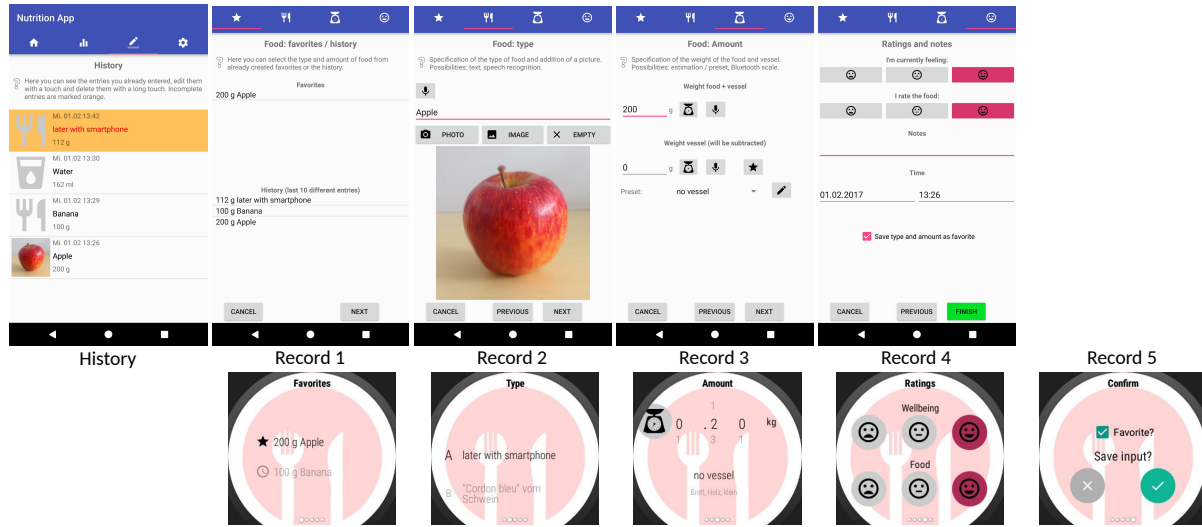 Nutrition App
History
Here you can see the entries you already entered, edit them
with a touch and delete them with a long touch. Incomplete
entries are marked orange.
Mi. 01.02 13:42
later with smartphone
112 g
Mi. 01.02 13:30
Water
162 ml
Mi. 01.02 13:29
Banana
100 g
Mi. 01.02 13:26
Apple
200 g
History
Food: favorites / history
Here you can select the type and amount of food from
already created favorites or the history.
Favorites
200 g Apple
History (last 10 different entries)
112 g later with smartphone
100 g Banana
200 g Apple
CANCEL NEXT
Record 1
Food: type
Specification of the type of food and addition of a picture.
Possibilities: text, speech recognition.
Apple
PHOTO IMAGE EMPTY
CANCEL PREVIOUS NEXT
Record 2
Food: Amount
Specification of the weight of the food and vessel.
Possibilities: estimation / preset, Bluetooth scale.
Weight food + vessel
200 g
Weight vessel (will be subtracted)
0 g
Preset: no vessel
CANCEL PREVIOUS NEXT
Record 3
Ratings and notes
I'm currently feeling:
I rate the food:
Notes
Time
01.02.2017 13:26
Save type and amount as favorite
CANCEL PREVIOUS FINISH
Record 4
Record 5
Favorites
200 g Apple
100 g Banana
Type
A later with smartphone
B "Cordon bleu" vom
Schwein
Amount
1
0 . 2 0 kg
1 3 1
no vessel
Brett, Holz, klein
Ratings
Wellbeing
Food
Confirm
Favorite?
Save input?